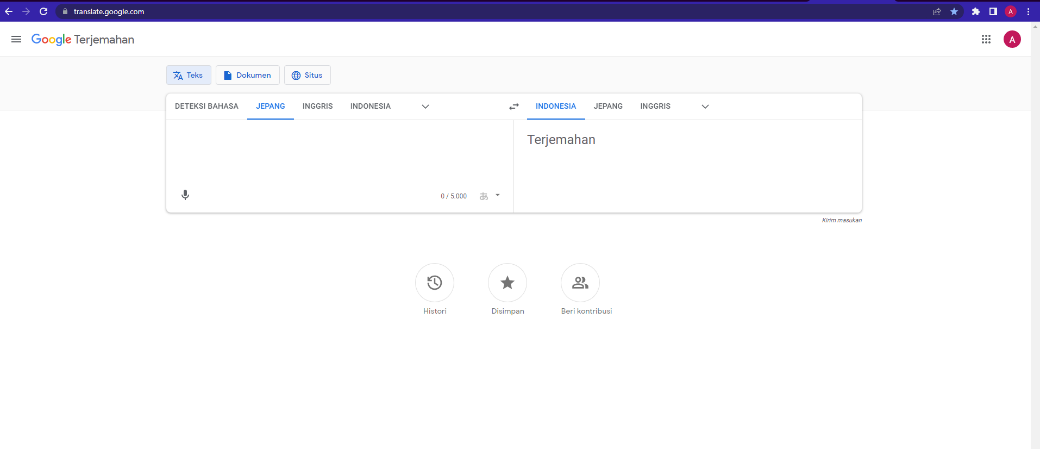 translate.google.com
A
Google Terjemahan
A
Teks
Dokumen
Situs
DETEKSI BAHASA JEPANG INGGRIS INDONESIA
INDONESIA JEPANG INGGRIS
Terjemahan
0 / 5.000
Kirim masukan
Histori
Disimpan
Beri kontribusi